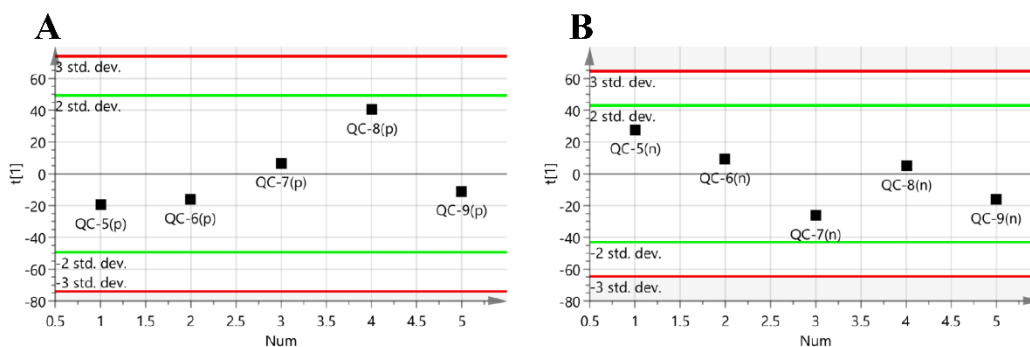 A
3 std. dev.
60
2 std. dev.
40
QC-8(p)
20
t[1]
0
QC-7(p)
-20
QC-5(p)
QC-6(p)
QC-9(p)
-40
-2 std. dev.
-60
-3 std. dev.
-80
0.5 1 1.5 2 2.5 3 3.5 4 4.5 5
Num
B
3 std. dev.
60
2 std. dev.
40
QC-5(n)
20
t[1]
QC-6(n)
QC-8(n)
0
-20
QC-7(n)
QC-9(n)
-40
-2 std. dev.
-60
-3 std. dev.
-80
0.5 1 1.5 2 2.5 3 3.5 4 4.5 5
Num